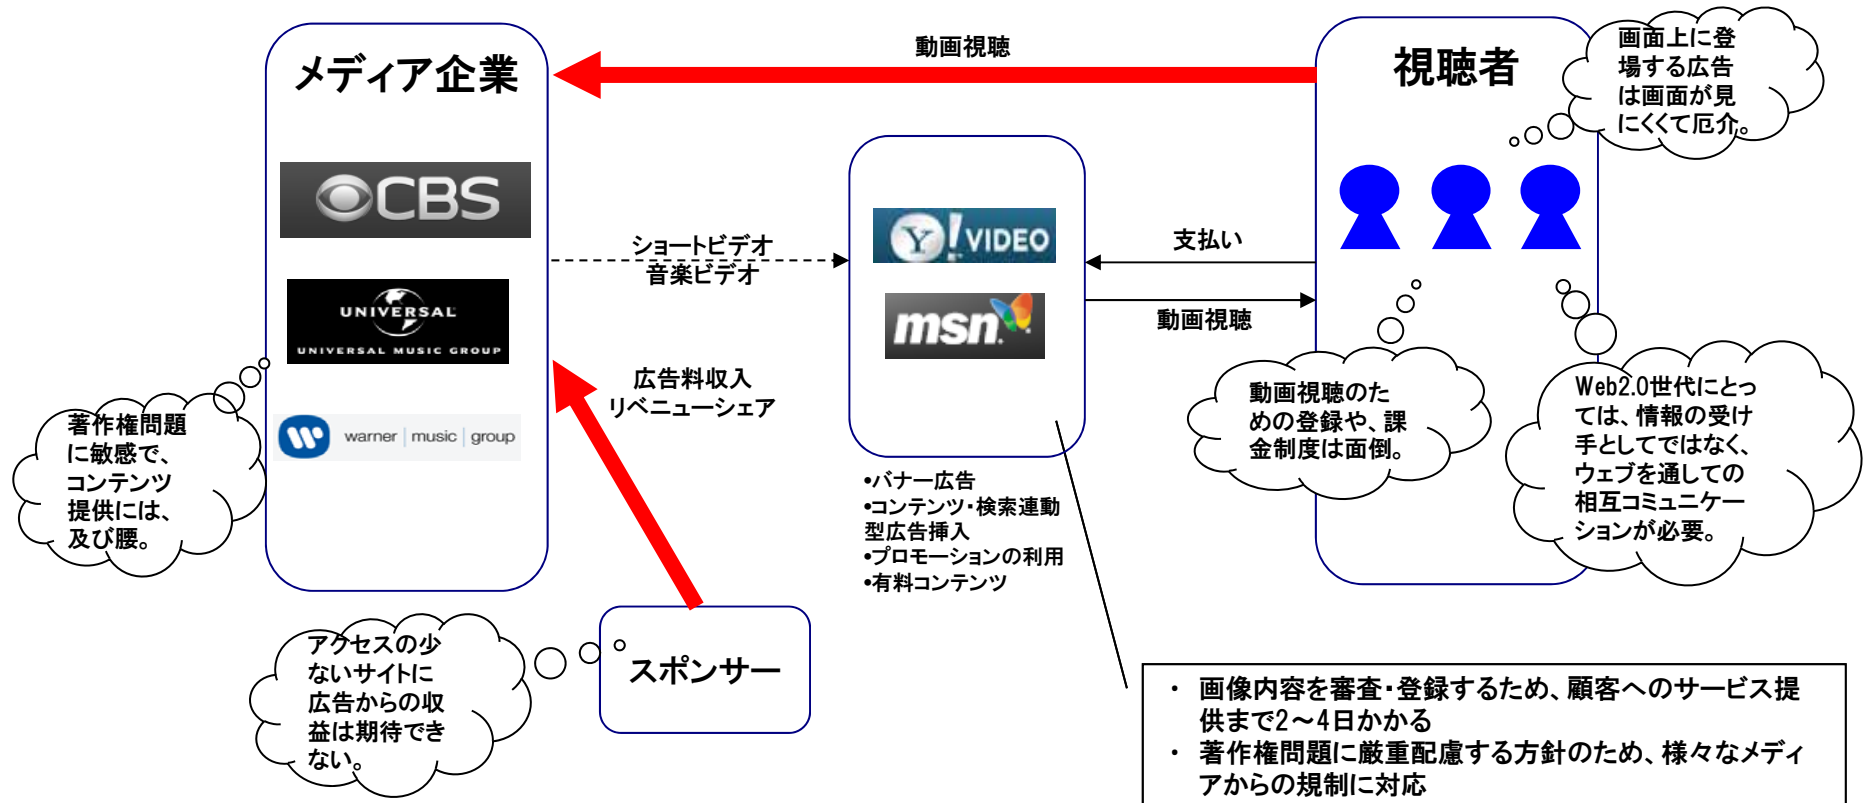 メディア企業
動画視聴
視聴者
画面上に登
場する広告
は画面が見
にくくて厄介。
CBS
UNIVERSAL
UNIVERSAL MUSIC GROUP
warner | music | group
著作権問題
に敏感で、
コンテンツ
提供には、
及び腰。
ショートビデオ
音楽ビデオ
広告料収入
リベニューシェア
Y! VIDEO
msn
支払い
動画視聴
•バナー広告
•コンテンツ・検索連動
型広告挿入
•プロモーションの利用
•有料コンテンツ
動画視聴のた
めの登録や、課
金制度は面倒。
Web2.0世代にとっ
ては、情報の受け
手としてではなく、
ウェブを通しての
相互コミュニケー
ションが必要。
アクセスの少
ないサイトに
広告からの収
益は期待でき
ない。
スポンサー
・ 画像内容を審査・登録するため、顧客へのサービス提
供まで2～4日かかる
・ 著作権問題に厳重配慮する方針のため、様々なメディ
アからの規制に対応